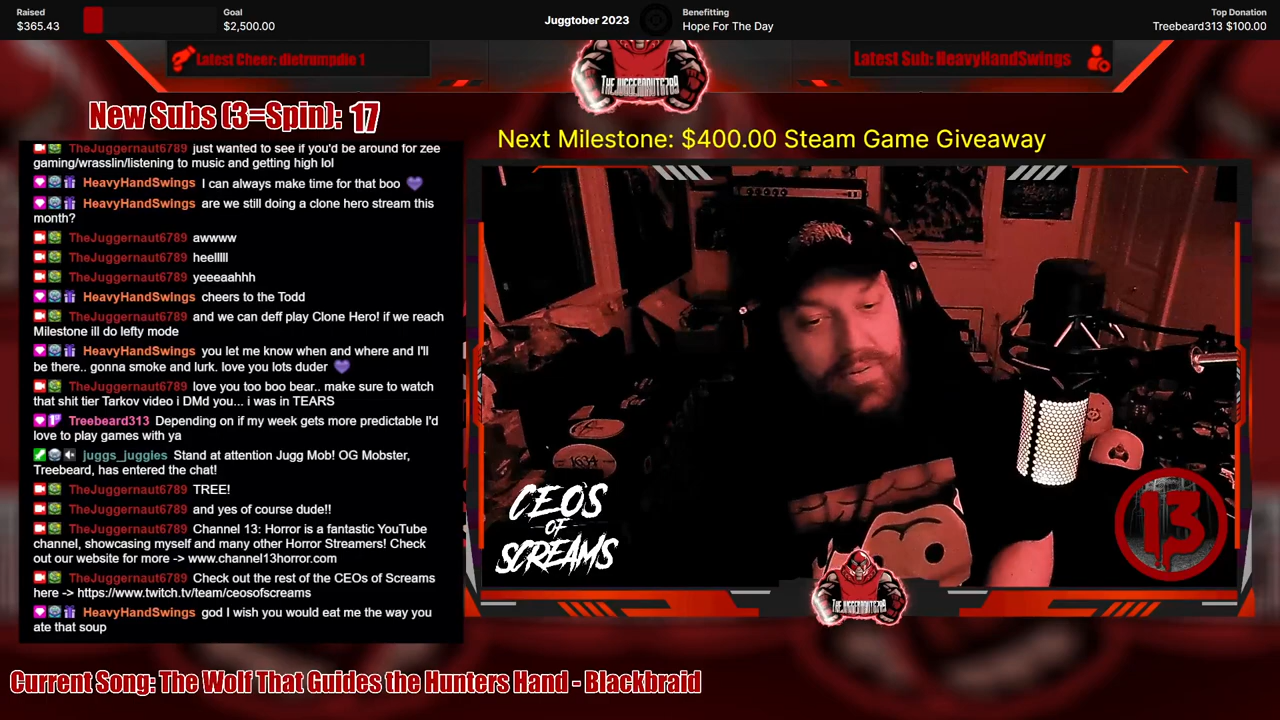 Raised
$365.43
Goal
$2,500.00
Juggtober 2023
Benefitting
Hope For The Day
Top Donation
Treebeard313 $100.00
Latest Cheer: dietrumpdie 1
THEJUGGERNAUT6789
Latest Sub: HeavyHandSwings
New Subs (3=Spin): 17
Next Milestone: $400.00 Steam Game Giveaway
TheJuggernaut6789 just wanted to see if you'd be around for zee
gaming/wrasslin/listening to music and getting high lol
HeavyHandSwings I can always make time for that boo
HeavyHandSwings are we still doing a clone hero stream this
month?
TheJuggernaut6789 awwww
TheJuggernaut6789 heelllll
TheJuggernaut6789 yeeeaahhh
HeavyHandSwings cheers to the Todd
TheJuggernaut6789 and we can deff play Clone Hero! if we reach
Milestone ill do lefty mode
HeavyHandSwings you let me know when and where and I'll
be there.. gonna smoke and lurk. love you lots duder
TheJuggernaut6789 love you too boo bear.. make sure to watch
that shit tier Tarkov video i DMd you... i was in TEARS
Treebeard313 Depending on if my week gets more predictable I'd
love to play games with ya
juggs_juggies Stand at attention Jugg Mob! OG Mobster,
Treebeard, has entered the chat!
TheJuggernaut6789 TREE!
TheJuggernaut6789 and yes of course dude!!
TheJuggernaut6789 Channel 13: Horror is a fantastic YouTube
channel, showcasing myself and many other Horror Streamers! Check
out our website for more -> www.channel13horror.com
TheJuggernaut6789 Check out the rest of the CEOs of Screams
here -> https://www.twitch.tv/team/ceosofscreams
HeavyHandSwings god I wish you would eat me the way you
ate that soup
1634
CEO'S
OF
SCREAMS
13
THEJUGGERNAUT6789
Current Song: The Wolf That Guides the Hunters Hand - Blackbraid